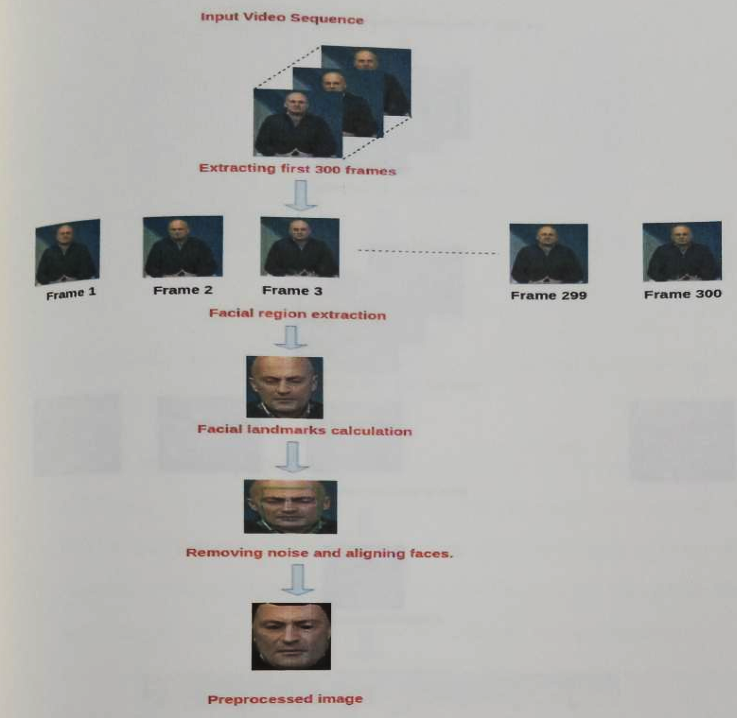 Input Video Sequence
Extracting first 300 frames
Frame 1
Frame 2
Frame 3
Frame 299
Frame 300
Facial region extraction
Facial landmarks calculation
Removing noise and aligning faces.
Preprocessed image